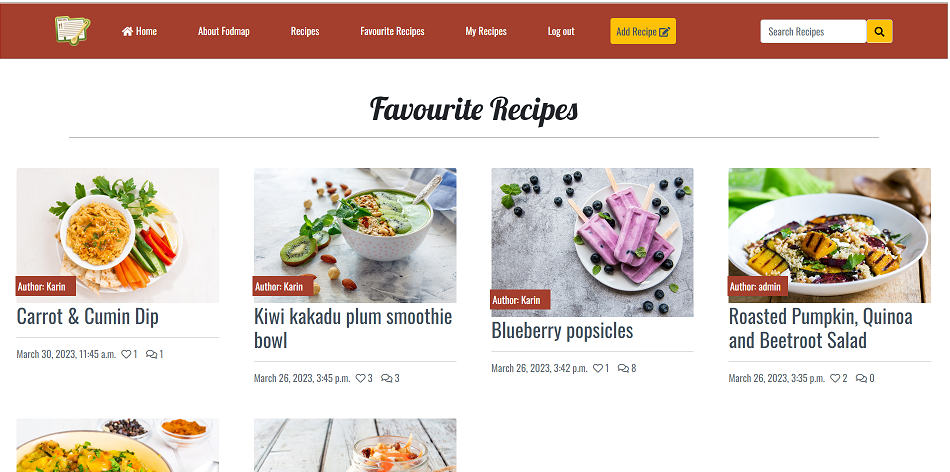 Home
About Fodmap
Recipes
Favourite Recipes
My Recipes
Log out
Add Recipe
Search Recipes
Favourite Recipes
Author: Karin
Carrot & Cumin Dip
March 30, 2023, 11:45 a.m. 1 1
Author: Karin
Kiwi kakadu plum smoothie
bowl
March 26, 2023, 3:45 p.m. 3 3
Author: Karin
Blueberry popsicles
March 26, 2023, 3:42 p.m. 1 8
Author: admin
Roasted Pumpkin, Quinoa
and Beetroot Salad
March 26, 2023, 3:35 p.m. 2 0